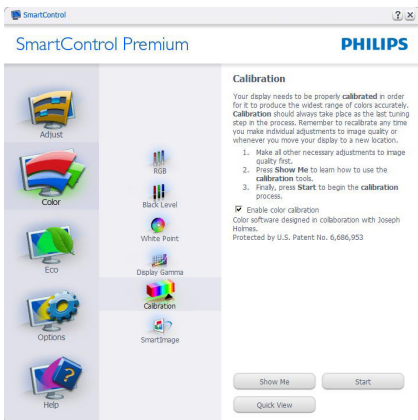 SmartControl
SmartControl Premium
PHILIPS
Adjust
Color
Eco
Options
Help
RGB
Black Level
White Point
Display Gamma
Calibration
SmartImage
Calibration
Your display needs to be properly calibrated in order
for it to produce the widest range of colors accurately.
Calibration should always take place as the last tuning
step in the process. Remember to recalibrate any time
you make individual adjustments to image quality or
whenever you move your display to a new location.
1. Make all other necessary adjustments to image
quality first.
2. Press Show Me to learn how to use the
calibration tools.
3. Finally, press Start to begin the calibration
process.
Enable color calibration
Color software designed in collaboration with Joseph
Holmes.
Protected by U.S. Patent No. 6,686,953
Show Me
Start
Quick View